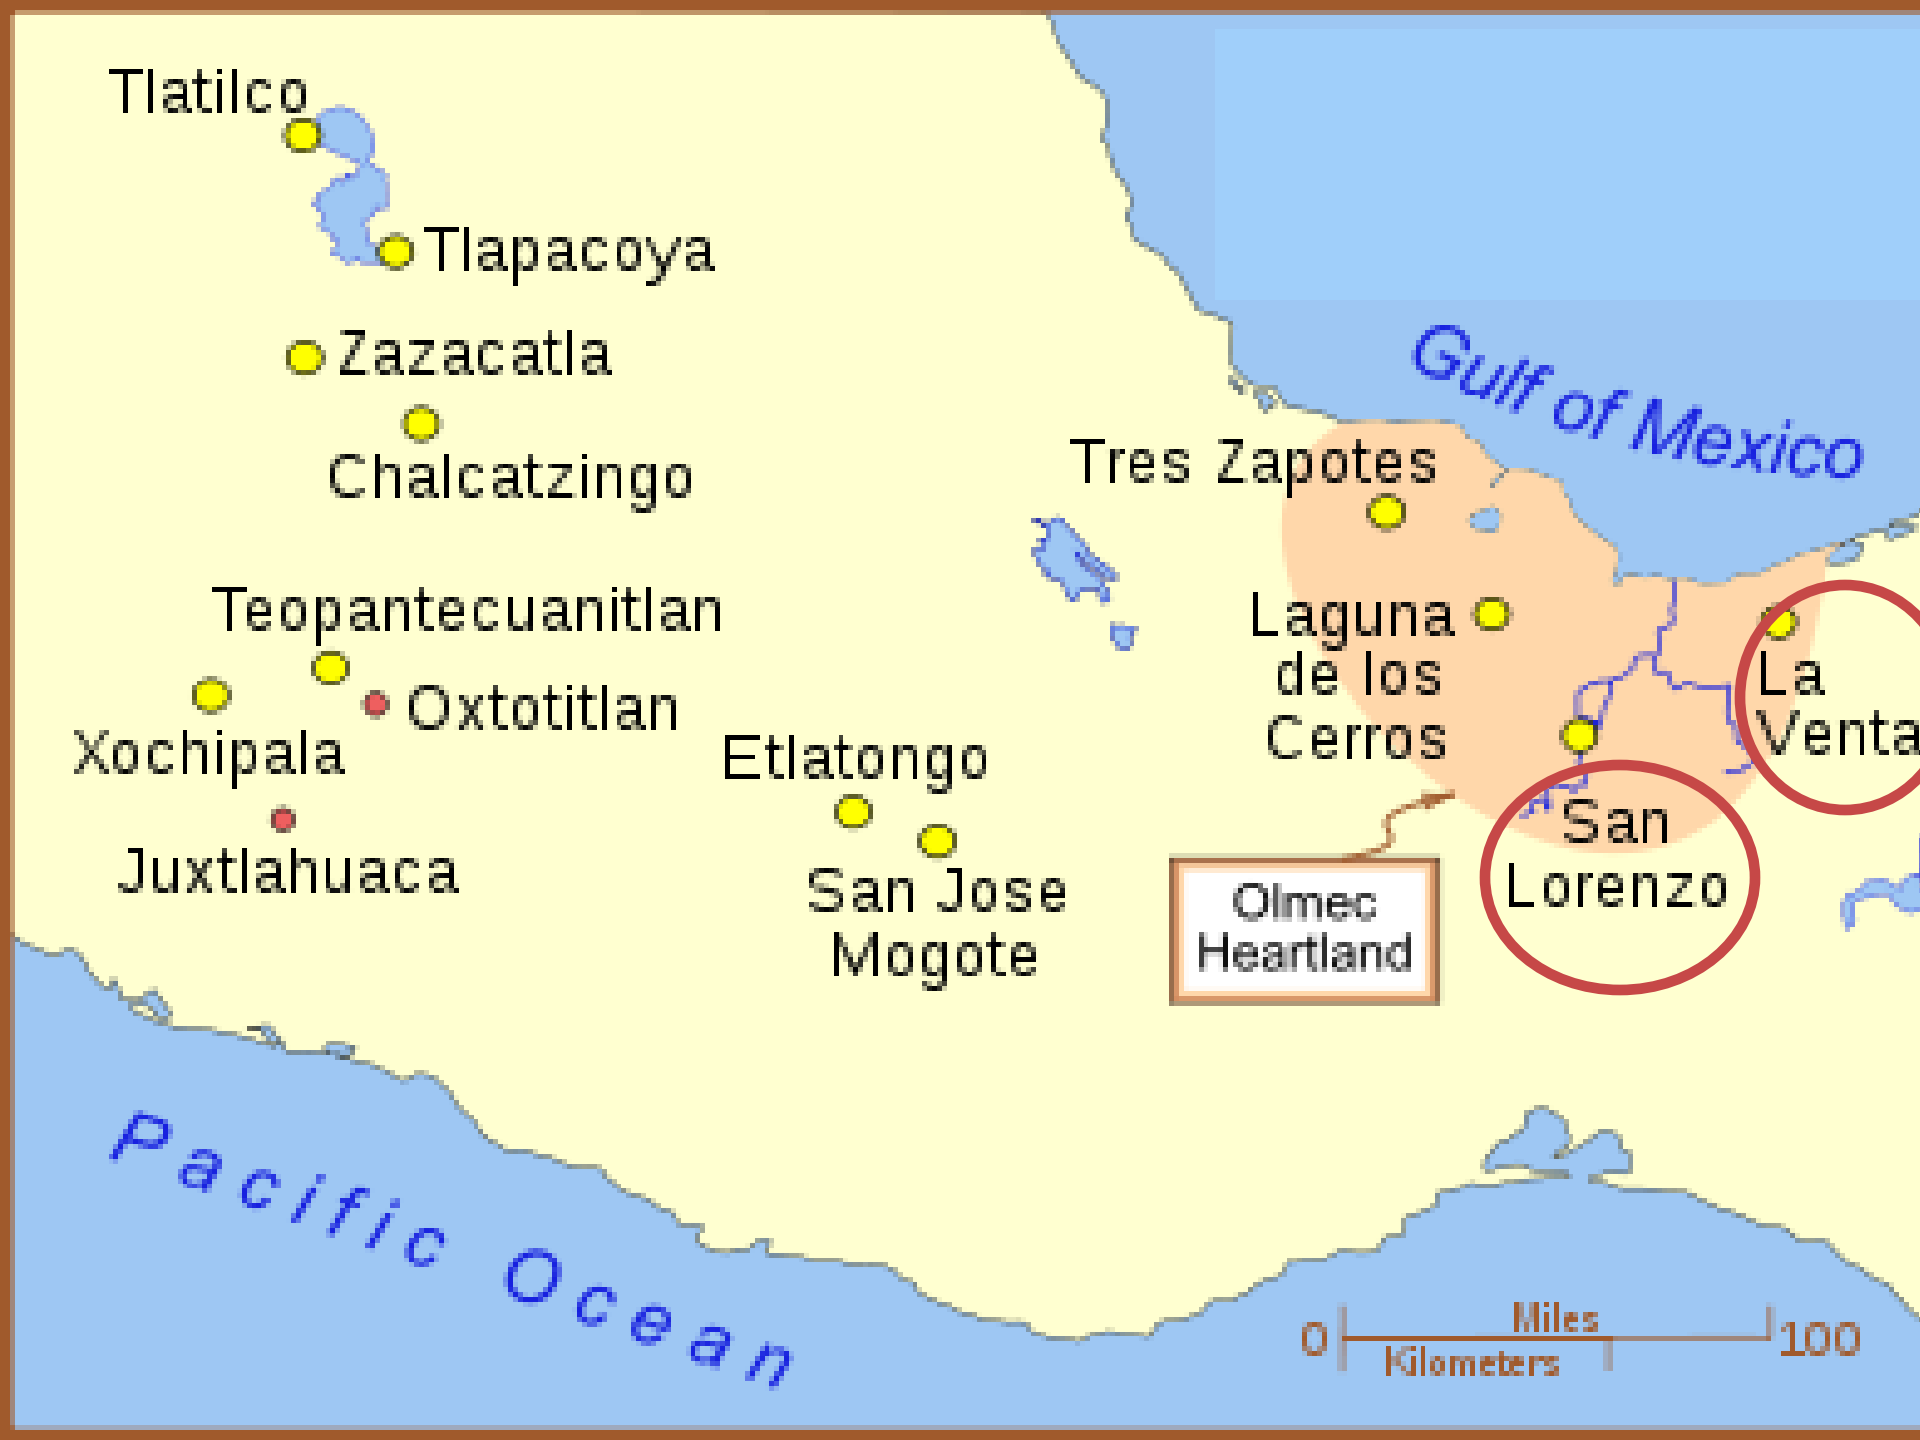 Tlatilco
Tlapacoya
Zazacatla
Chalcatzingo
Gulf of Mexico
Tres Zapotes
Teopantecuanitlan
Laguna
de los
Cerros
La
Venta
Oxtotitlan
Xochipala
Etlatongo
San
Lorenzo
Juxtlahuaca
San Jose
Mogote
Olmec
Heartland
Pacific Ocean
Miles
0 100
Kilometers